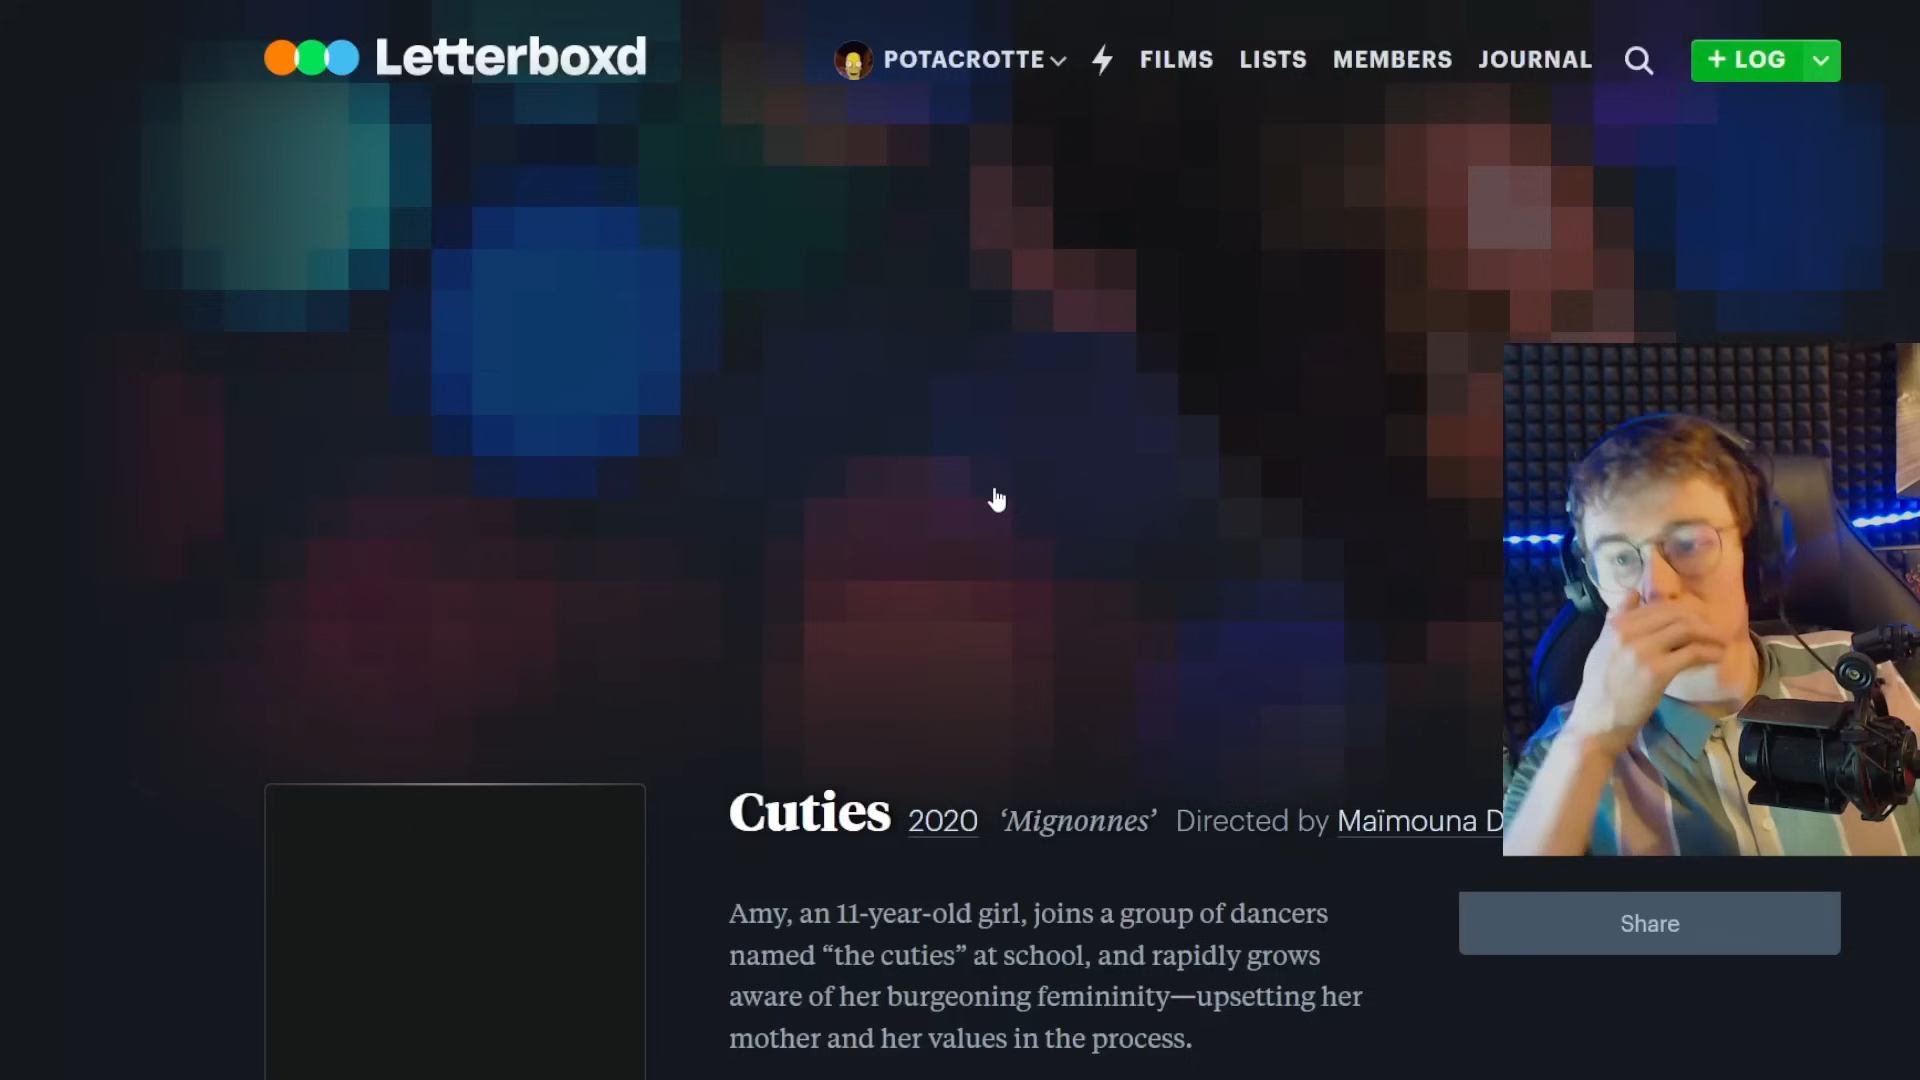 Letterboxd
POTACROTTE
FILMS
LISTS
MEMBERS
JOURNAL
+ LOG
Cuties 2020 ‘Mignonnes’ Directed by Maïmouna
Amy, an 11-year-old girl, joins a group of dancers
named “the cuties” at school, and rapidly grows
aware of her burgeoning femininity—upsetting her
mother and her values in the process.
Share